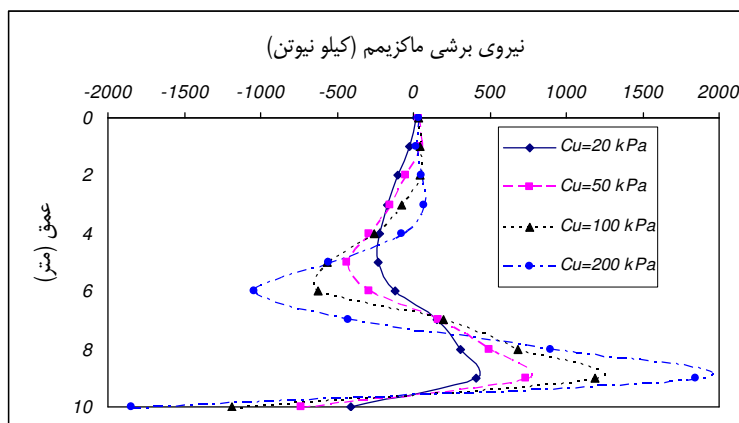 نیروی برشی ماکزیمم (کیلو نیوتن)
-2000 -1500 -1000 -500 0 500 1000 1500 2000
0
2
4
6
8
10
عمق (متر)
Cu=20 kPa
Cu=50 kPa
Cu=100 kPa
Cu=200 kPa